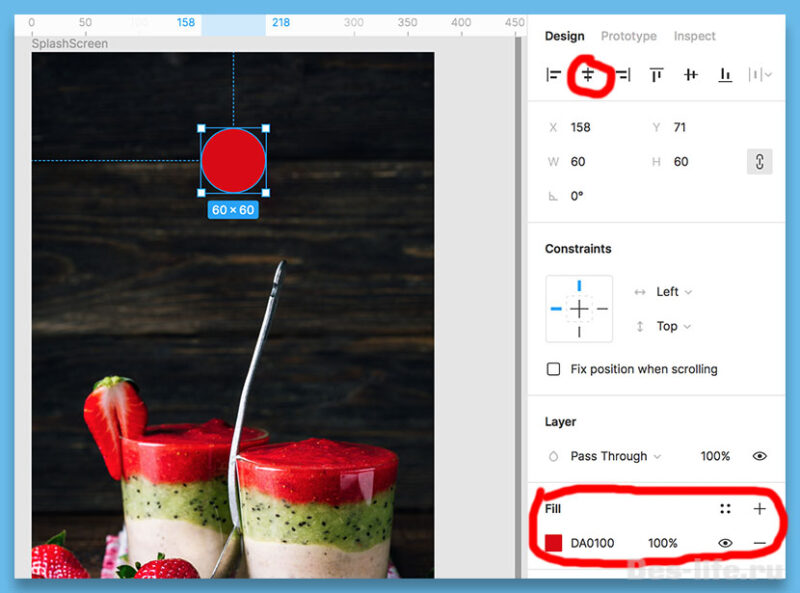 0 50 100 158 218 300 350 400 450
SplashScreen
60 × 60
Design Prototype Inspect
X 158 Y 71
W 60 H 60
0°
Constraints
Left
Top
Fix position when scrolling
Layer
Pass Through 100%
Fill
DA0100 100%
Des-life.ru